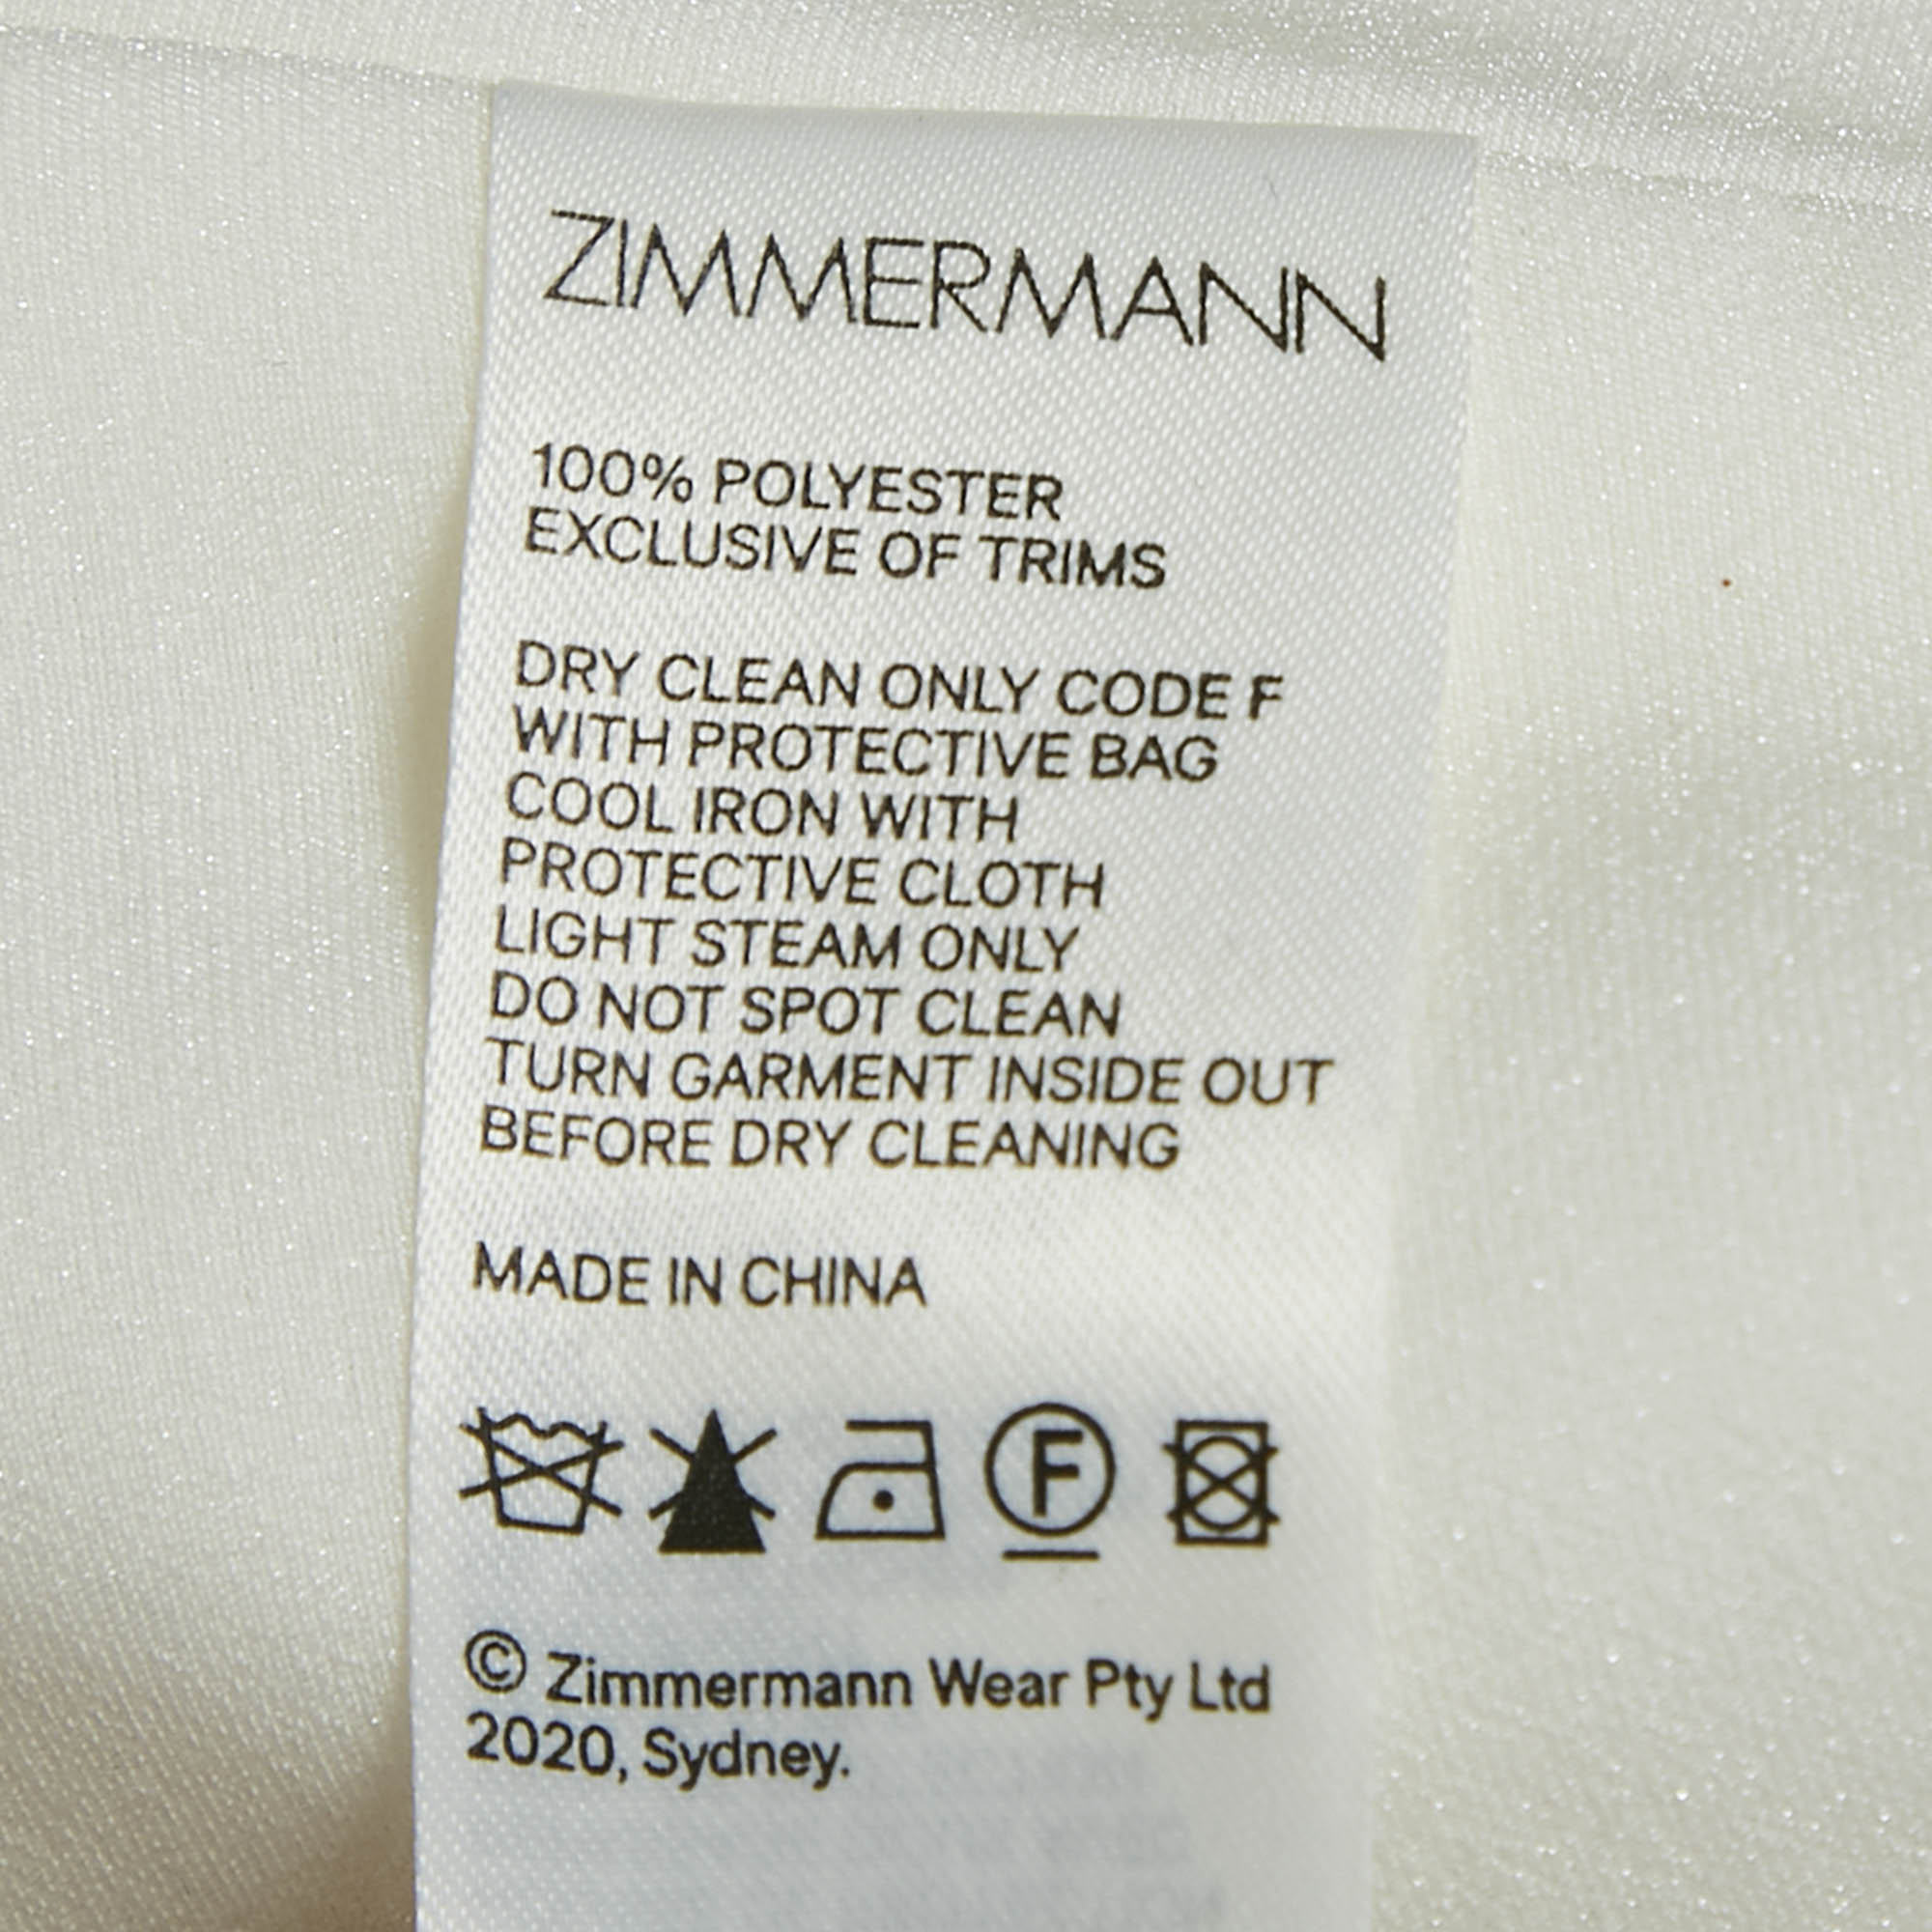 ZIMMERMANN
100% POLYESTER
EXCLUSIVE OF TRIMS
DRY CLEAN ONLY CODE F
WITH PROTECTIVE BAG
COOL IRON WITH
PROTECTIVE CLOTH
LIGHT STEAM ONLY
DO NOT SPOT CLEAN
TURN GARMENT INSIDE OUT
BEFORE DRY CLEANING
MADE IN CHINA
F
© Zimmermann Wear Pty Ltd
2020, Sydney.